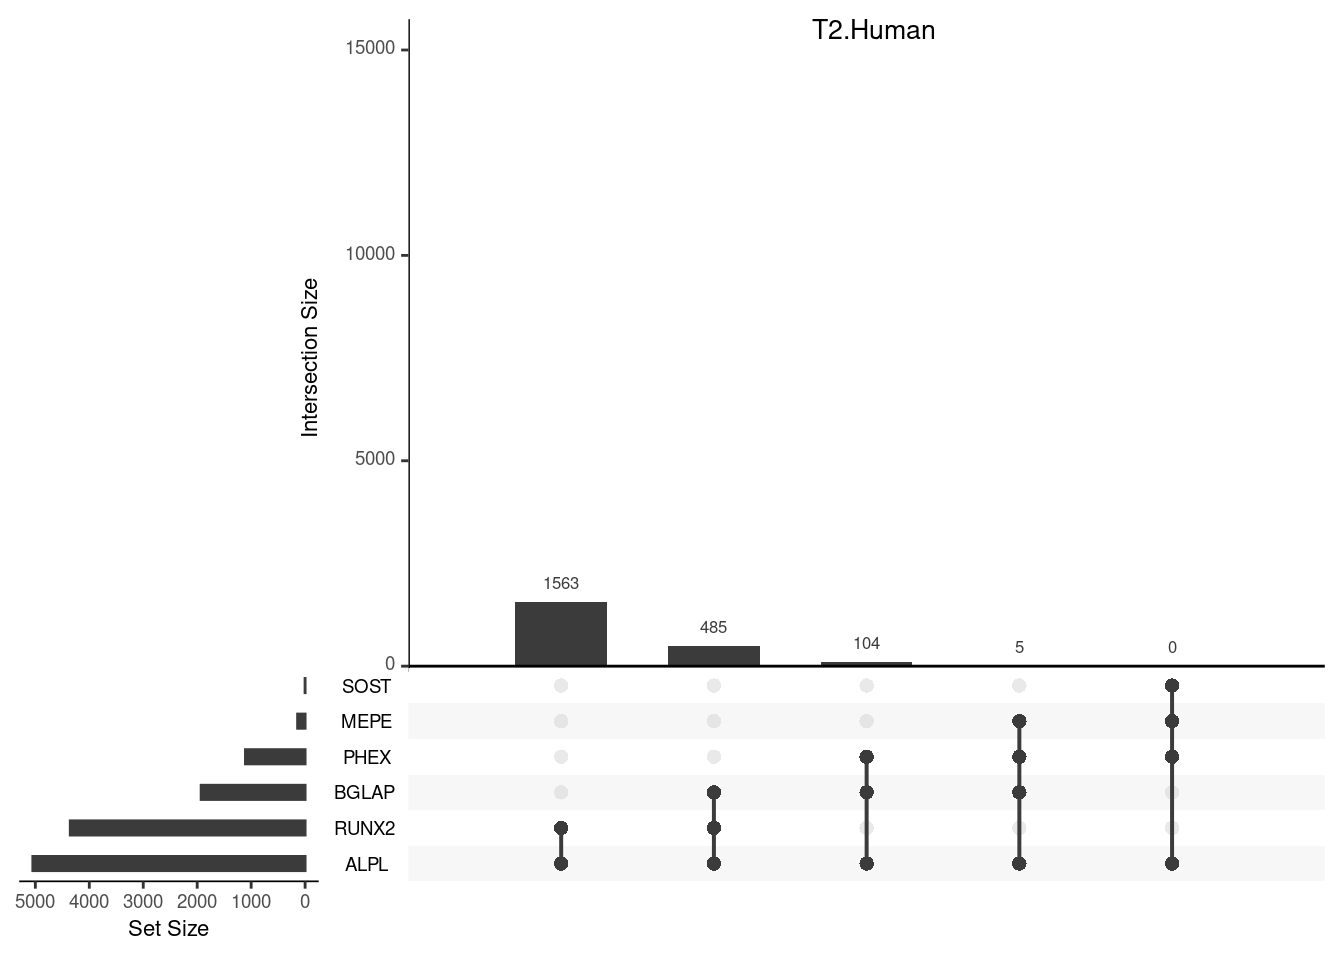 T2.Human
15000
10000
5000
0
Intersection Size
1563
485
104
5
0
SOST
MEPE
PHEX
BGLAP
RUNX2
ALPL
5000 4000 3000 2000 1000 0
Set Size